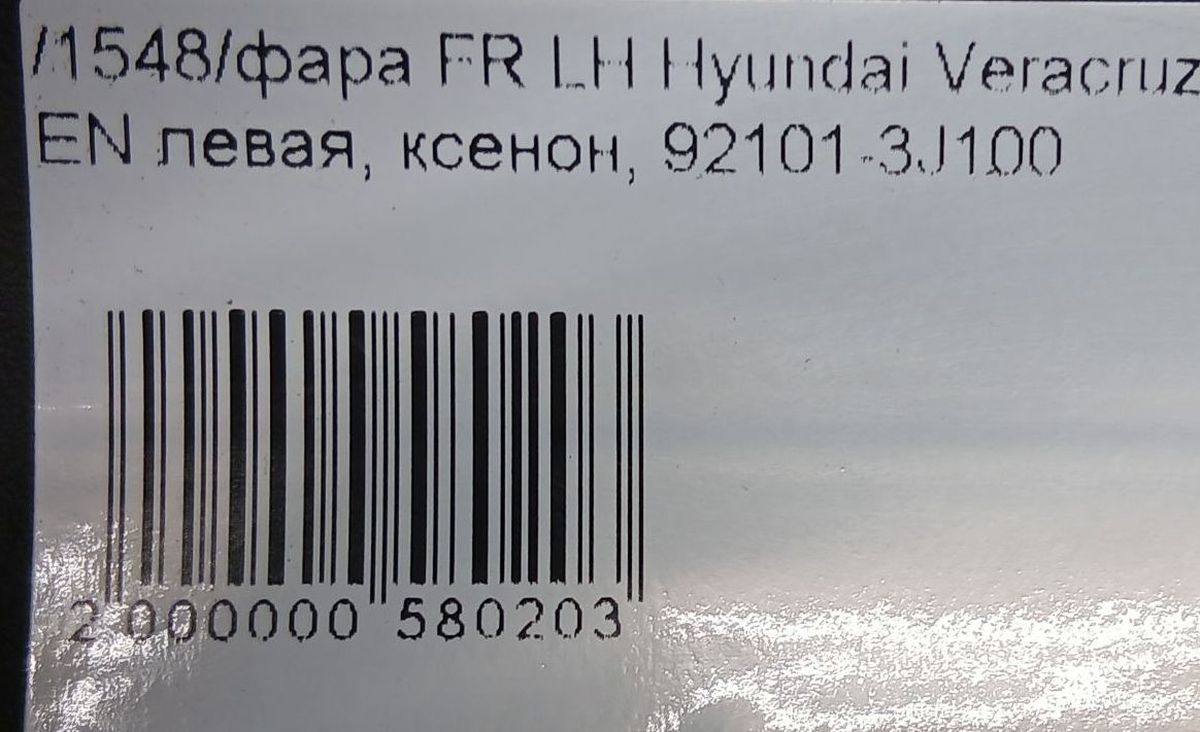 /1548/фара FR LH Hyundai Veracruz
EN левая, ксенон, 92101-3J100
2 000000 580203